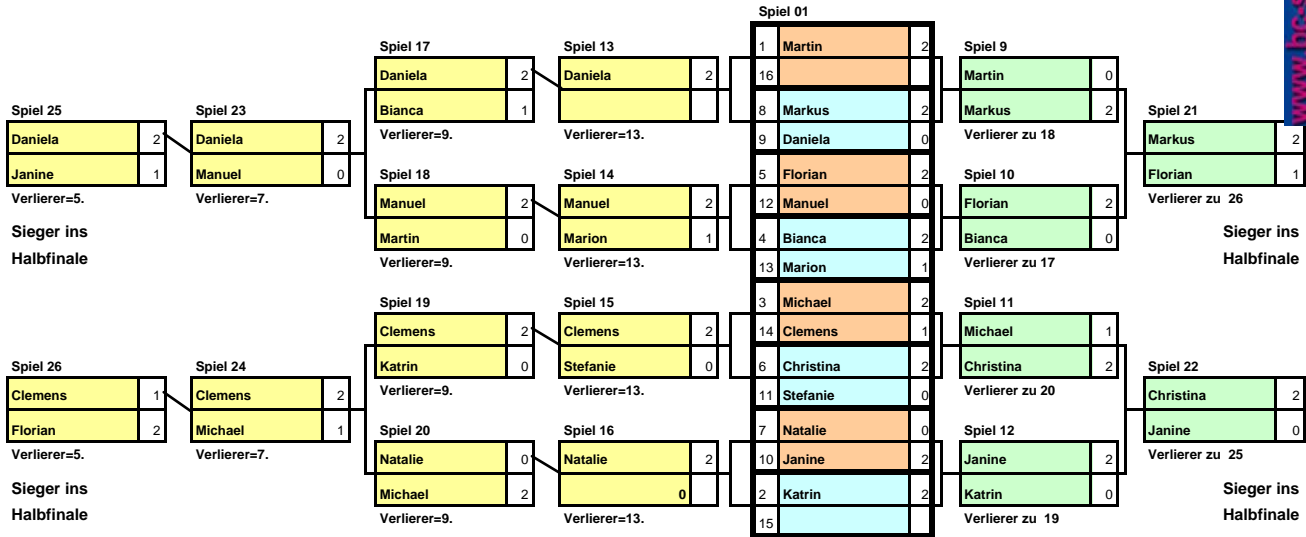 Spiel 01
Spiel 17 Spiel 13 1 Martin 2 Spiel 9
Daniela 2 Daniela 2 16 Martin 0
Spiel 25 Spiel 23 Bianca 1 8 Markus 2 Markus 2 Spiel 21
Daniela 2 Daniela 2 Verlierer=9. Verlierer=13. 9 Daniela 0 Verlierer zu 18 Markus 2
Janine 1 Manuel 0 Spiel 18 Spiel 14 5 Florian 2 Spiel 10 Florian 1
Verlierer=5. Verlierer=7. Manuel 2 Manuel 2 12 Manuel 0 Florian 2 Verlierer zu 26
Sieger ins Martin 0 Marion 1 4 Bianca 2 Bianca 0 Sieger ins
Halbfinale Verlierer=9. Verlierer=13. 13 Marion 1 Verlierer zu 17 Halbfinale
Spiel 19 Spiel 15 3 Michael 2 Spiel 11
Clemens 2 Clemens 2 14 Clemens 1 Michael 1
Spiel 26 Spiel 24 Katrin 0 Stefanie 0 6 Christina 2 Christina 2 Spiel 22
Clemens 1 Clemens 2 Verlierer=9. Verlierer=13. 11 Stefanie 0 Verlierer zu 20 Christina 2
Florian 2 Michael 1 Spiel 20 Spiel 16 7 Natalie 0 Spiel 12 Janine 0
Verlierer=5. Verlierer=7. Natalie 0 Natalie 2 10 Janine 2 Janine 2 Verlierer zu 25
Sieger ins Michael 2 0 2 Katrin 2 Katrin 0 Sieger ins
Halbfinale Verlierer=9. Verlierer=13. 15 Verlierer zu 19 Halbfinale